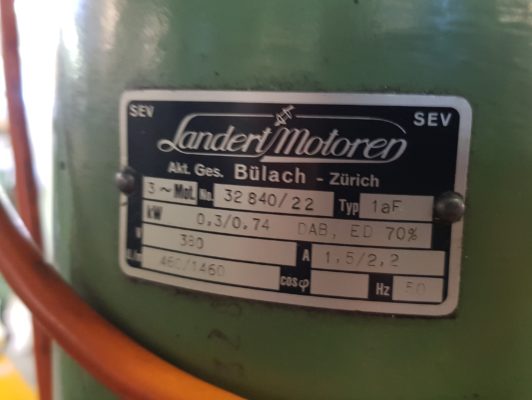 SEV SEV
Landert Motoren
Akt. Ges. Bülach - Zürich
3 ~ Mot. No. 32 840/22 Typ 1aF
kW 0,3/0,74 DAB, ED 70%
V 380 A 1,5/2,2
460/1460 cosφ Hz 50